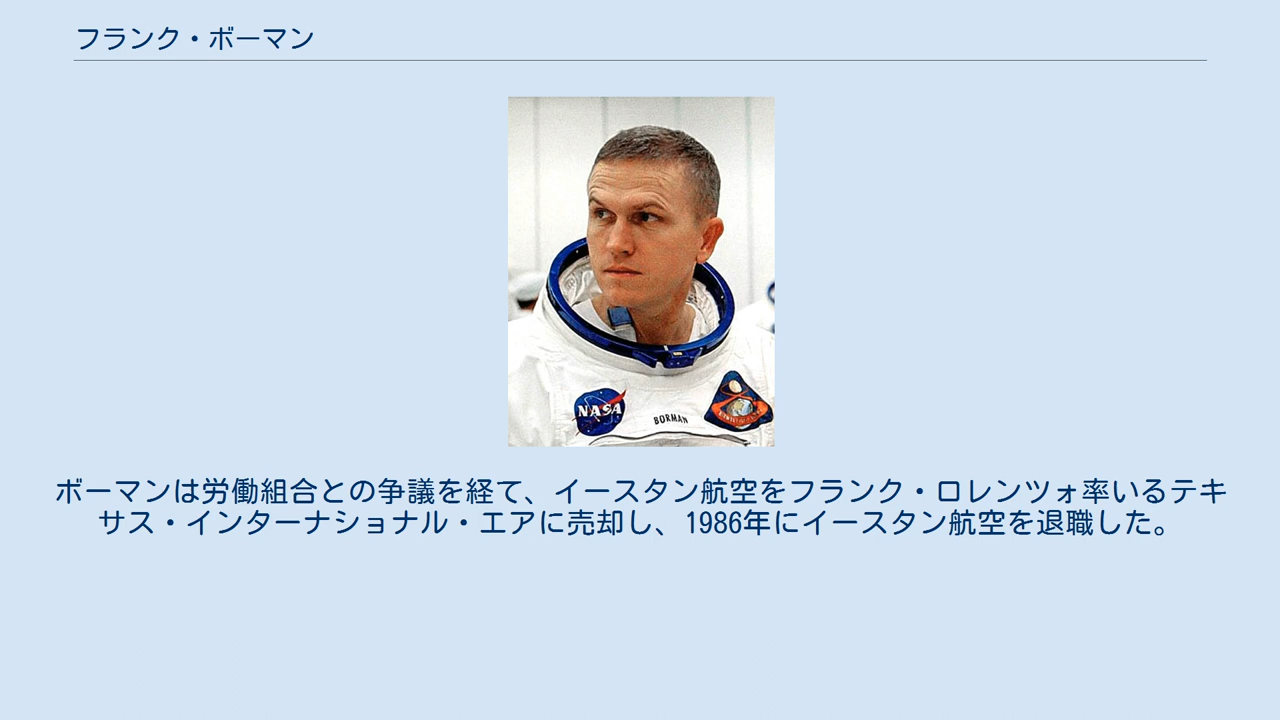 フランク・ボーマン
NASA
BORMAN
ボーマンは労働組合との争議を経て、イースタン航空をフランク・ロレンツォ率いるテキ
サス・インターナショナル・エアに売却し、1986年にイースタン航空を退職した。